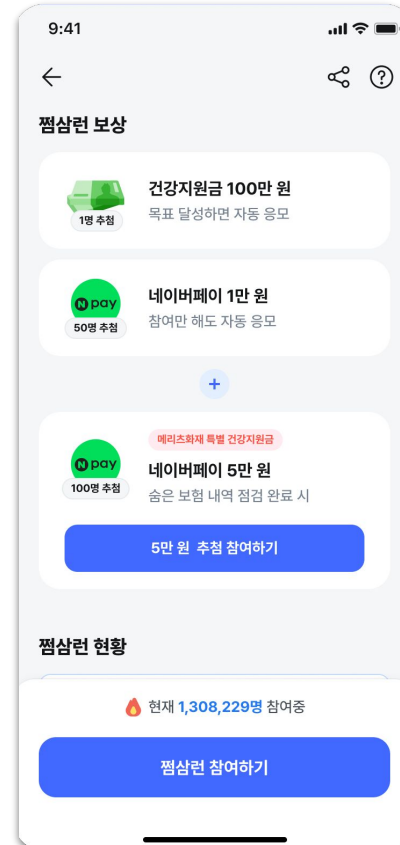 9:41
쩜삼런 보상
건강지원금 100만 원
목표 달성하면 자동 응모
1명 추첨
N pay
네이버페이 1만 원
참여만 해도 자동 응모
50명 추첨
+
메리츠화재 특별 건강지원금
N pay
네이버페이 5만 원
100명 추첨
숨은 보험 내역 점검 완료 시
5만 원 추첨 참여하기
쩜삼런 현황
현재 1,308,229명 참여중
쩜삼런 참여하기